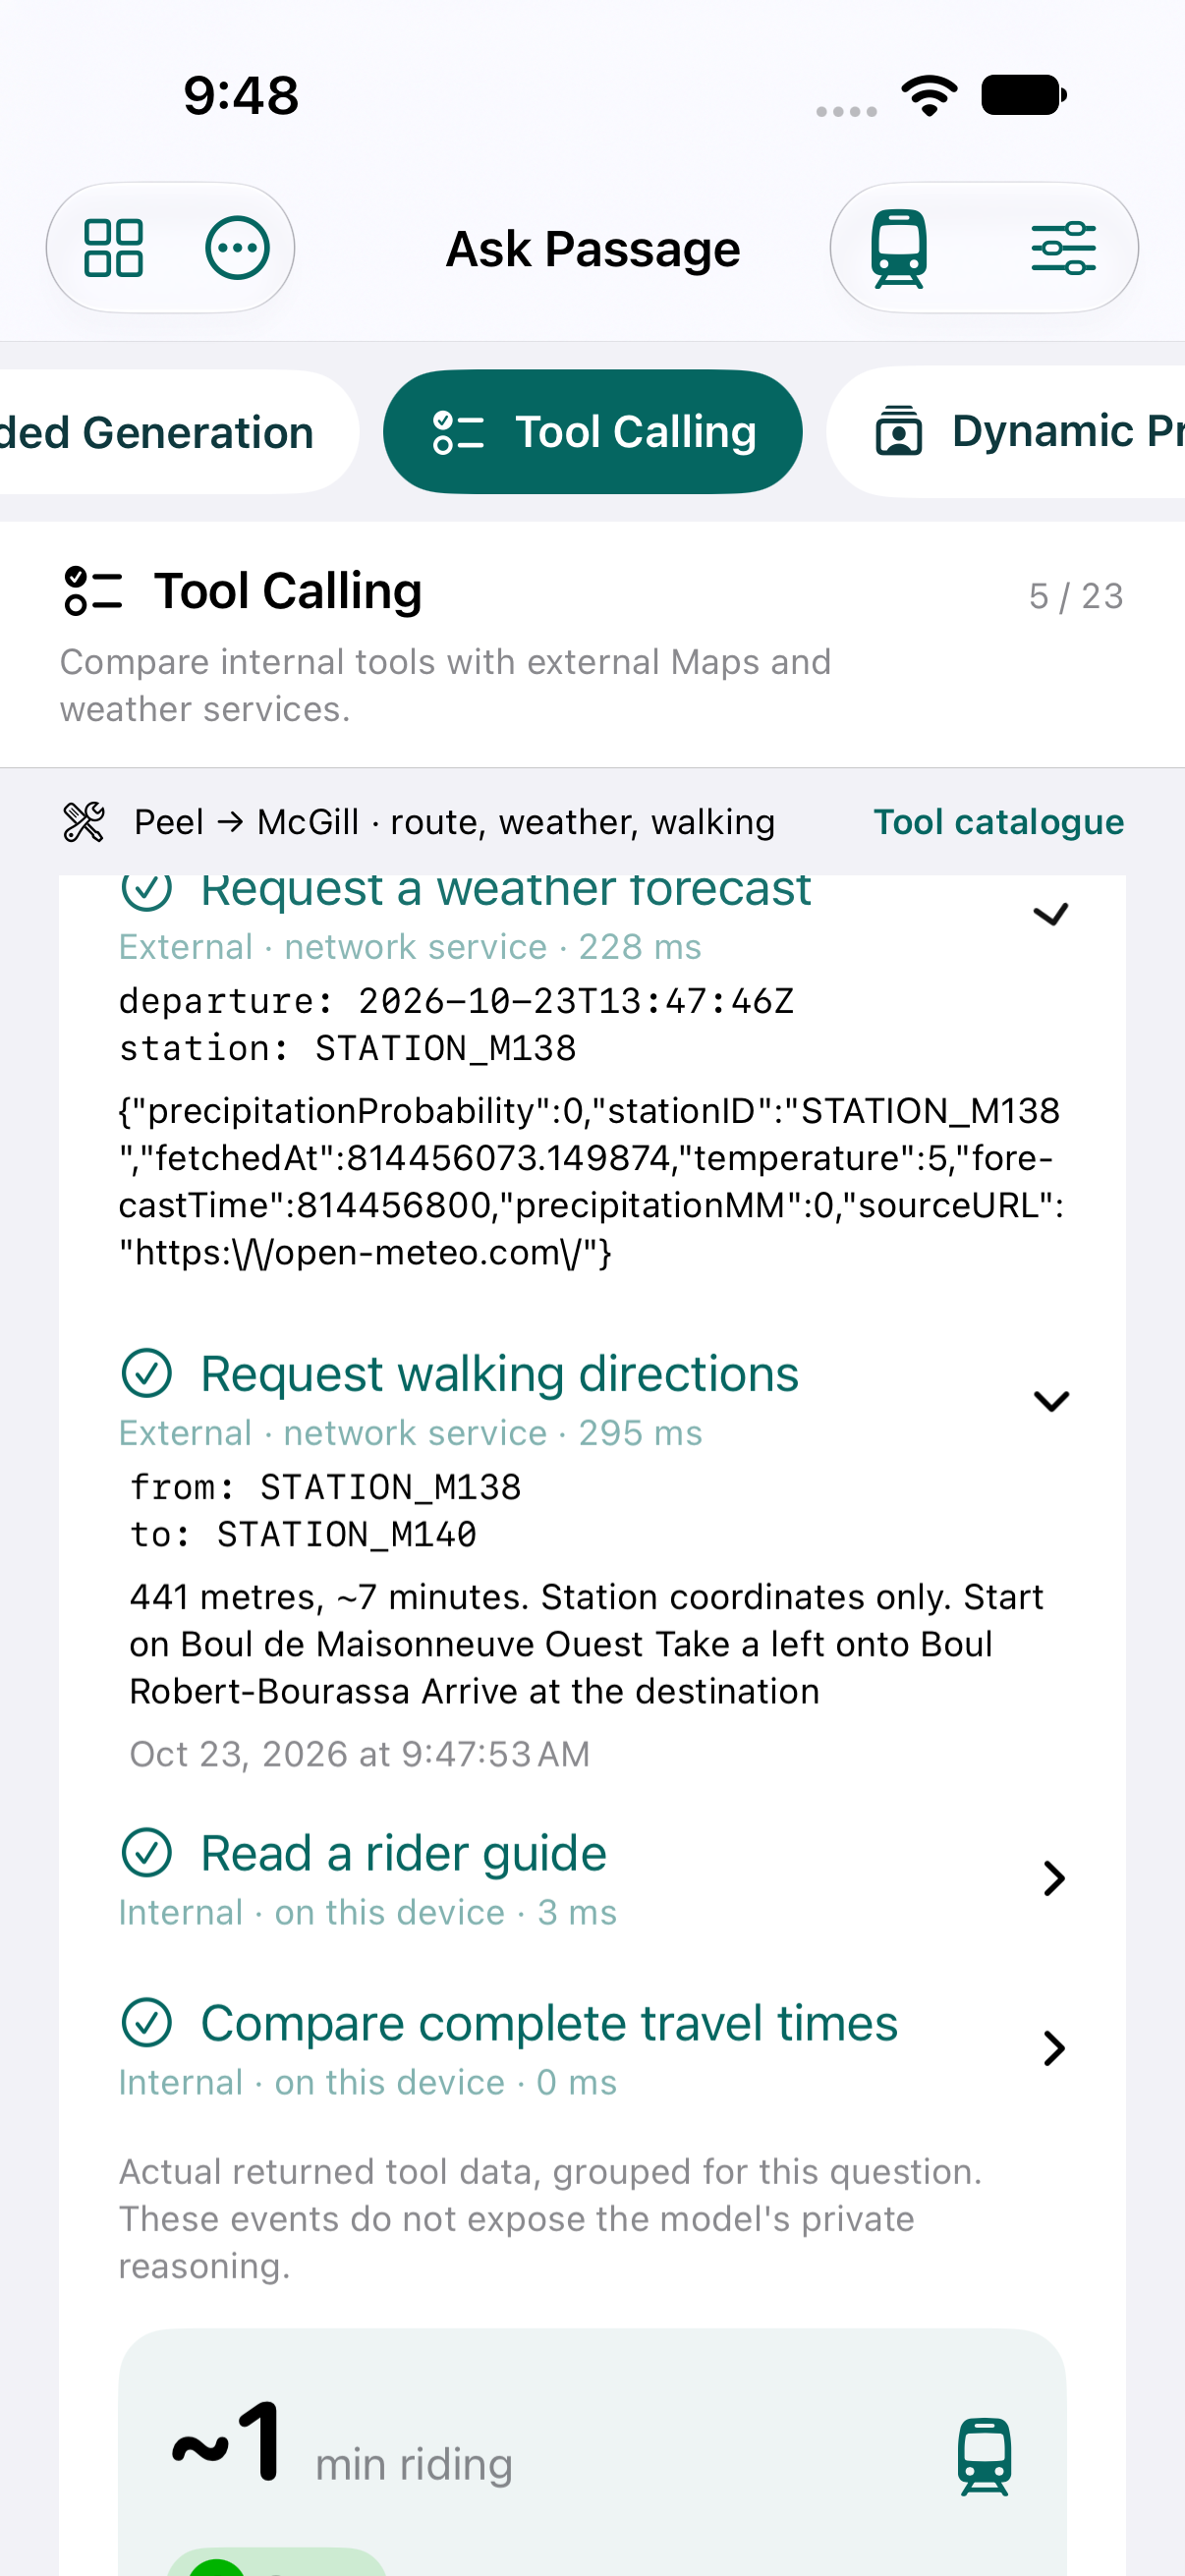 9:48
Ask Passage
ded Generation
Tool Calling
Dynamic Pr
Tool Calling
5 / 23
Compare internal tools with external Maps and
weather services.
Peel → McGill · route, weather, walking
Tool catalogue
Request a weather forecast
External · network service · 228 ms
departure: 2026-10-23T13:47:46Z
station: STATION_M138
{"precipitationProbability":0,"stationID":"STATION_M138
","fetchedAt":814456073.149874,"temperature":5,"fore-
castTime":814456800,"precipitationMM":0,"sourceURL":
"https:\/\/open-meteo.com\/"}
Request walking directions
External · network service · 295 ms
from: STATION_M138
to: STATION_M140
441 metres, ~7 minutes. Station coordinates only. Start
on Boul de Maisonneuve Ouest Take a left onto Boul
Robert-Bourassa Arrive at the destination
Oct 23, 2026 at 9:47:53 AM
Read a rider guide
Internal · on this device · 3 ms
Compare complete travel times
Internal · on this device · 0 ms
Actual returned tool data, grouped for this question.
These events do not expose the model's private
reasoning.
~1 min riding